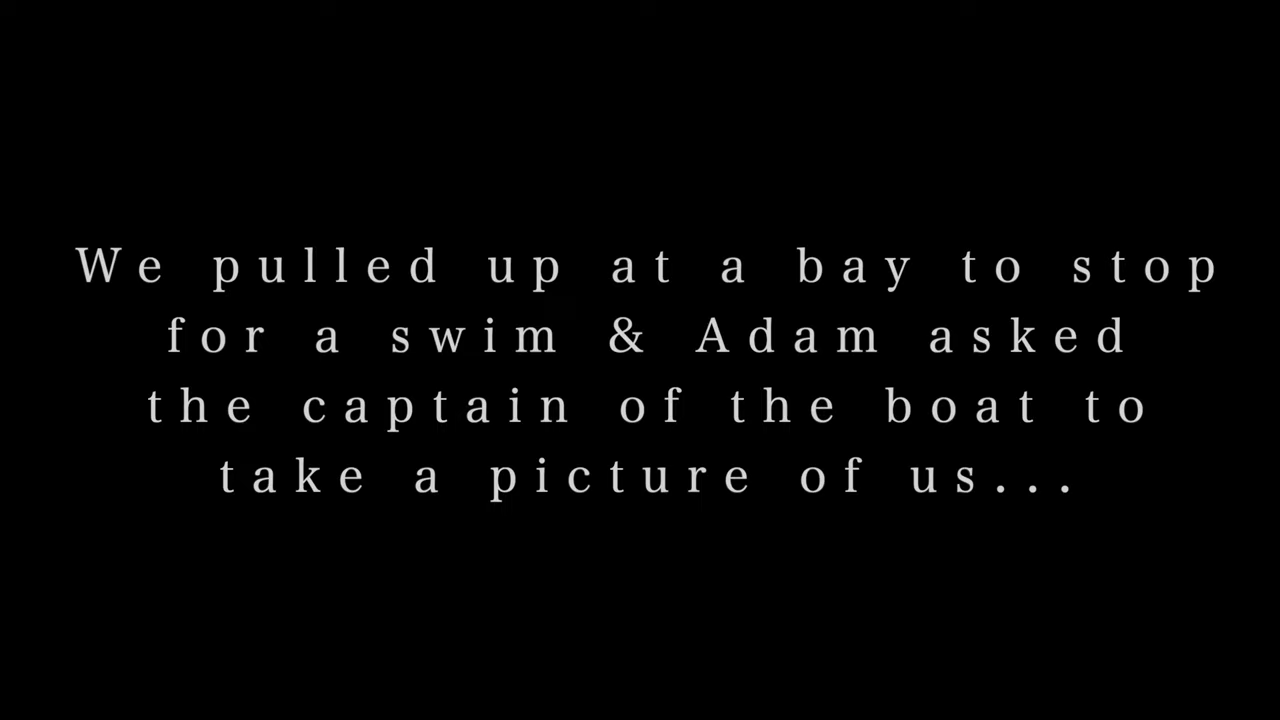 We pulled up at a bay to stop
for a swim & Adam asked
the captain of the boat to
take a picture of us...